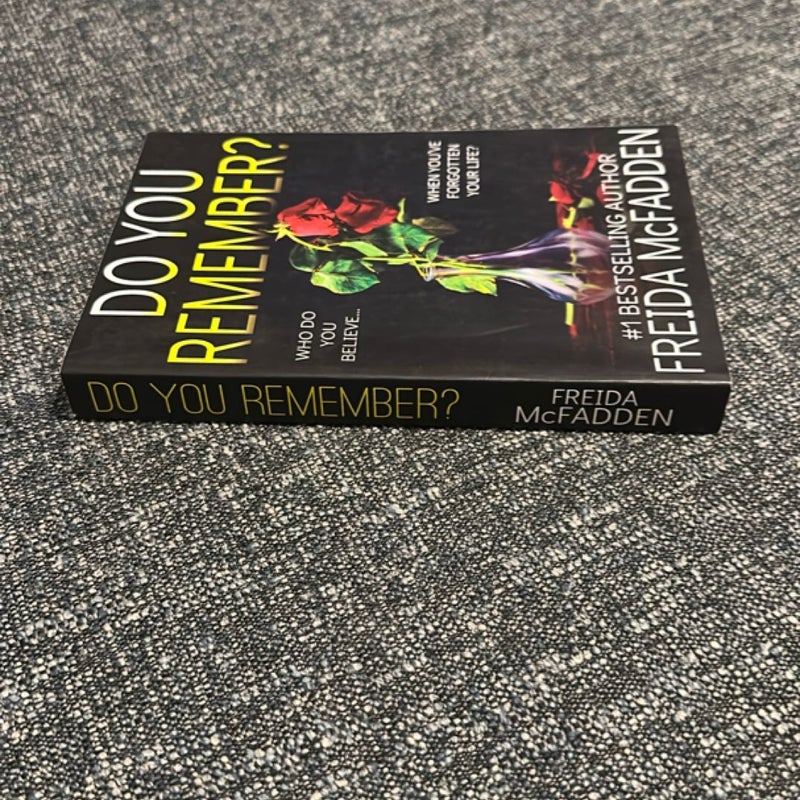 DO YOU
REMEMBER?
WHO DO
YOU
BELIEVE...
WHEN YOU'VE
FORGOTTEN
YOUR LIFE?
#1 BESTSELLING AUTHOR
FREIDA McFADDEN
DO YOU REMEMBER?
FREIDA
McFADDEN